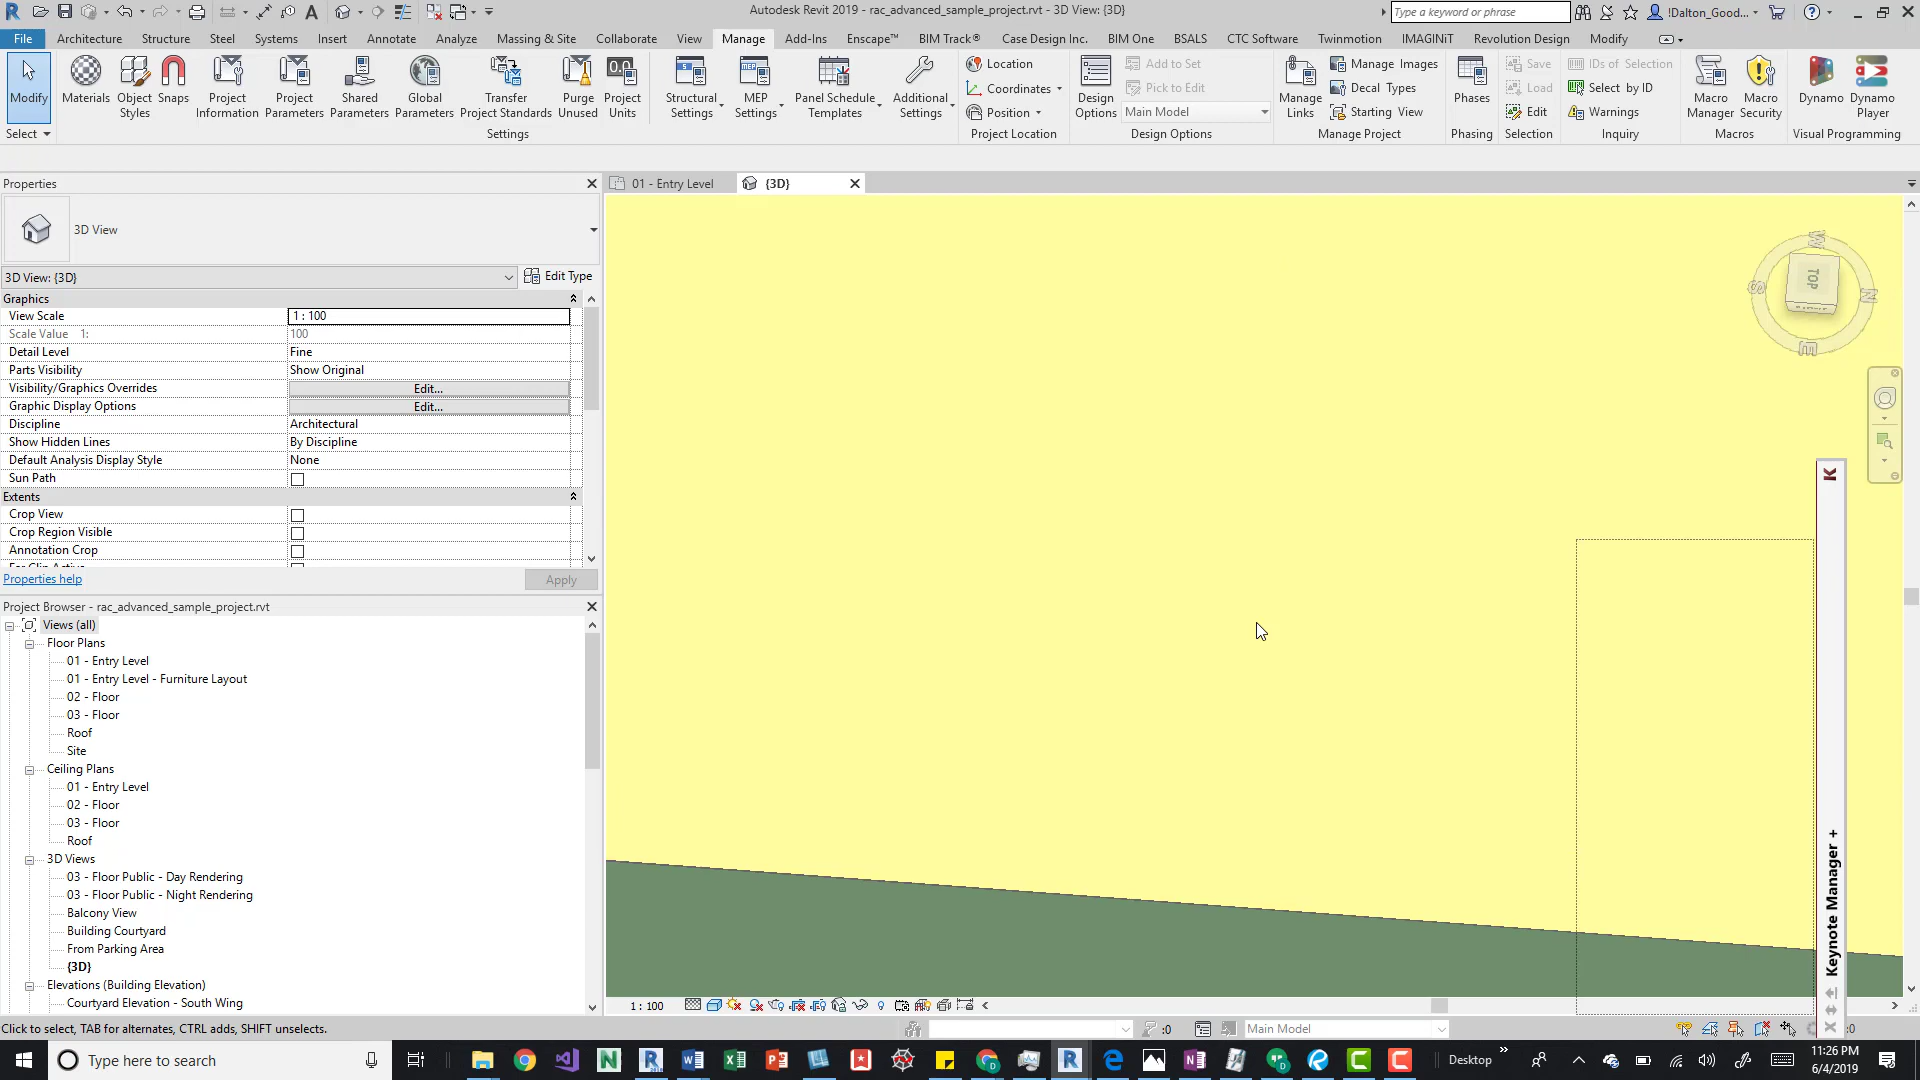 Autodesk Revit 2019 - rac_advanced_sample_project.rvt - 3D View: {3D}
Type a keyword or phrase
!Dalton_Good...
File Architecture Structure Steel Systems Insert Annotate Analyze Massing & Site Collaborate View Manage Add-Ins Enscape™ BIM Track® Case Design Inc. BIM One BSALS CTC Software Twinmotion IMAGINiT Revolution Design Modify
Modify
Materials
Object Styles
Snaps
Project Information
Project Parameters
Shared Parameters
Global Parameters
Transfer Project Standards
Purge Unused
Project Units
Structural Settings
MEP Settings
Panel Schedule Templates
Additional Settings
Location
Coordinates
Position
Design Options
Add to Set
Pick to Edit
Main Model
Manage Links
Manage Images
Decal Types
Starting View
Phases
Save
Load
Edit
IDs of Selection
Select by ID
Warnings
Macro Manager
Macro Security
Dynamo
Dynamo Player
Select
Settings
Project Location
Design Options
Manage Project
Phasing
Selection
Inquiry
Macros
Visual Programming
Properties
01 - Entry Level
{3D}
3D View
3D View: {3D}
Edit Type
Graphics
View Scale 1 : 100
Scale Value 1: 100
Detail Level Fine
Parts Visibility Show Original
Visibility/Graphics Overrides Edit...
Graphic Display Options Edit...
Discipline Architectural
Show Hidden Lines By Discipline
Default Analysis Display Style None
Sun Path
Extents
Crop View
Crop Region Visible
Annotation Crop
Properties help
Apply
Project Browser - rac_advanced_sample_project.rvt
Views (all)
Floor Plans
01 - Entry Level
01 - Entry Level - Furniture Layout
02 - Floor
03 - Floor
Roof
Site
Ceiling Plans
01 - Entry Level
02 - Floor
03 - Floor
Roof
3D Views
03 - Floor Public - Day Rendering
03 - Floor Public - Night Rendering
Balcony View
Building Courtyard
From Parking Area
{3D}
Elevations (Building Elevation)
Courtyard Elevation - South Wing
W
S
TOP
N
E
Keynote Manager +
1 : 100
Click to select, TAB for alternates, CTRL adds, SHIFT unselects.
:0
Main Model
:0
Type here to search
Desktop
11:26 PM
6/4/2019